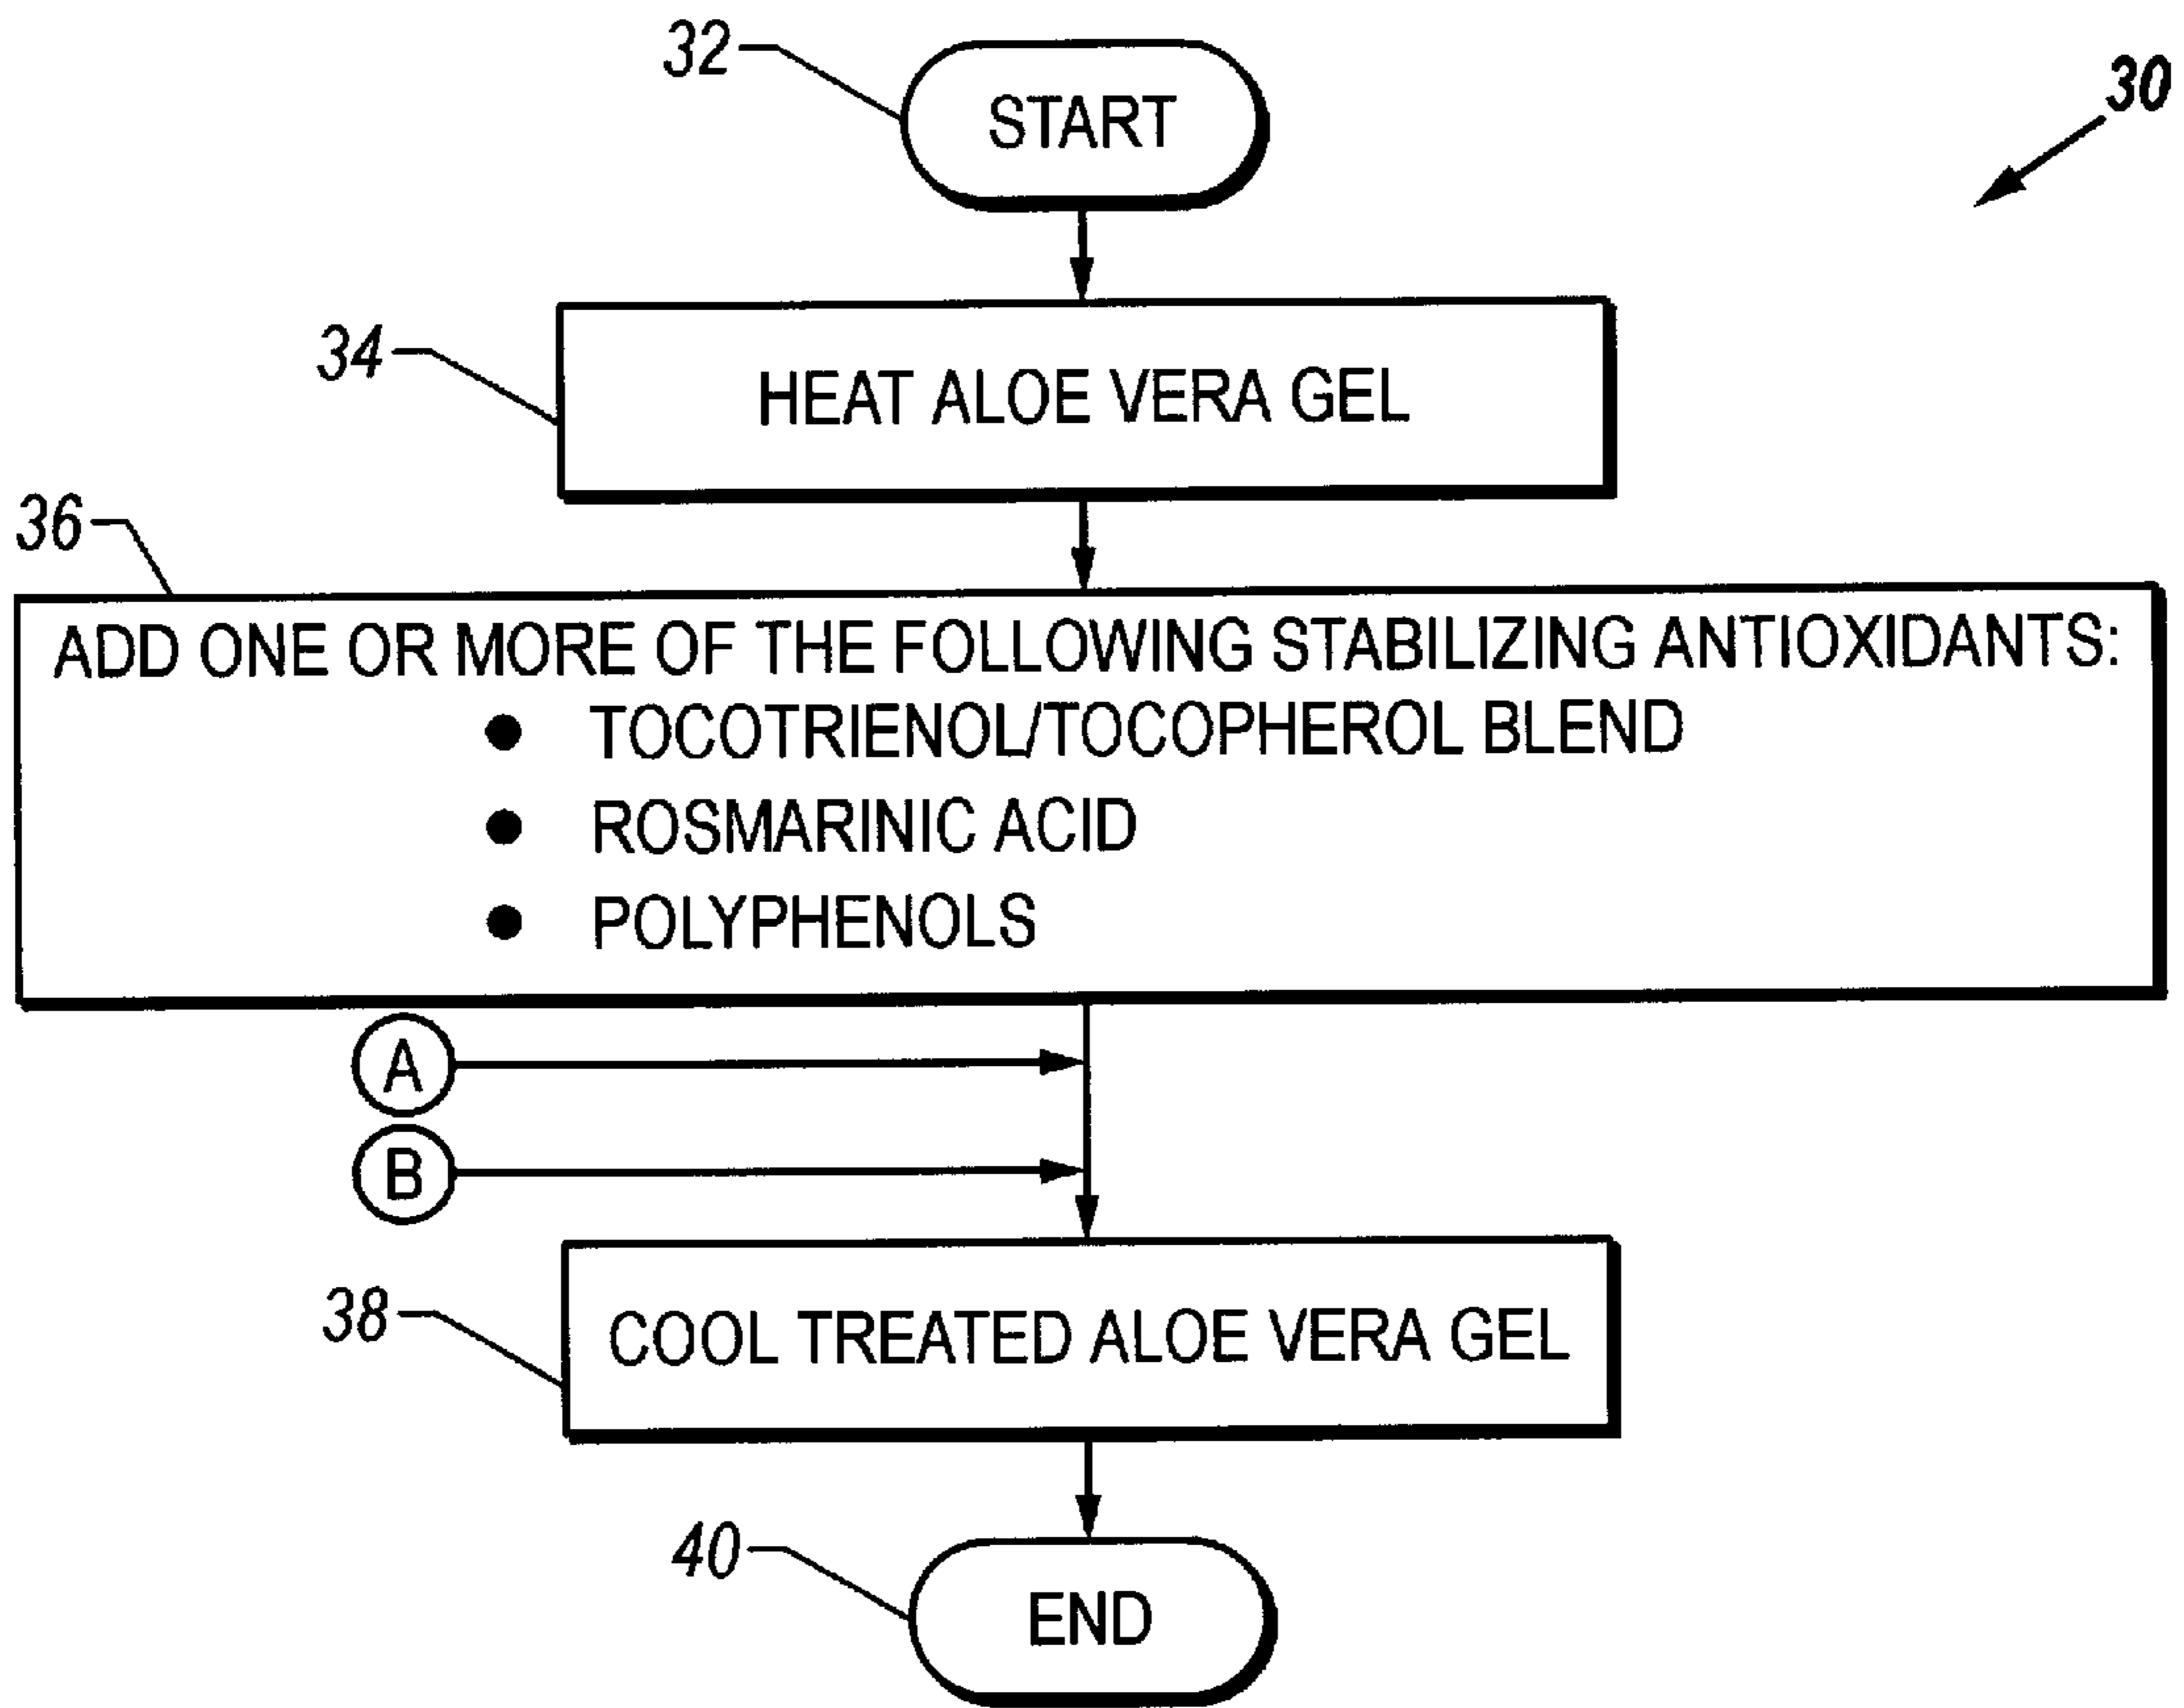 32
START
30
34
HEAT ALOE VERA GEL
36
ADD ONE OR MORE OF THE FOLLOWING STABILIZING ANTIOXIDANTS:
● TOCOTRIENOL/TOCOPHEROL BLEND
● ROSMARINIC ACID
● POLYPHENOLS
A
B
38
COOL TREATED ALOE VERA GEL
40
END